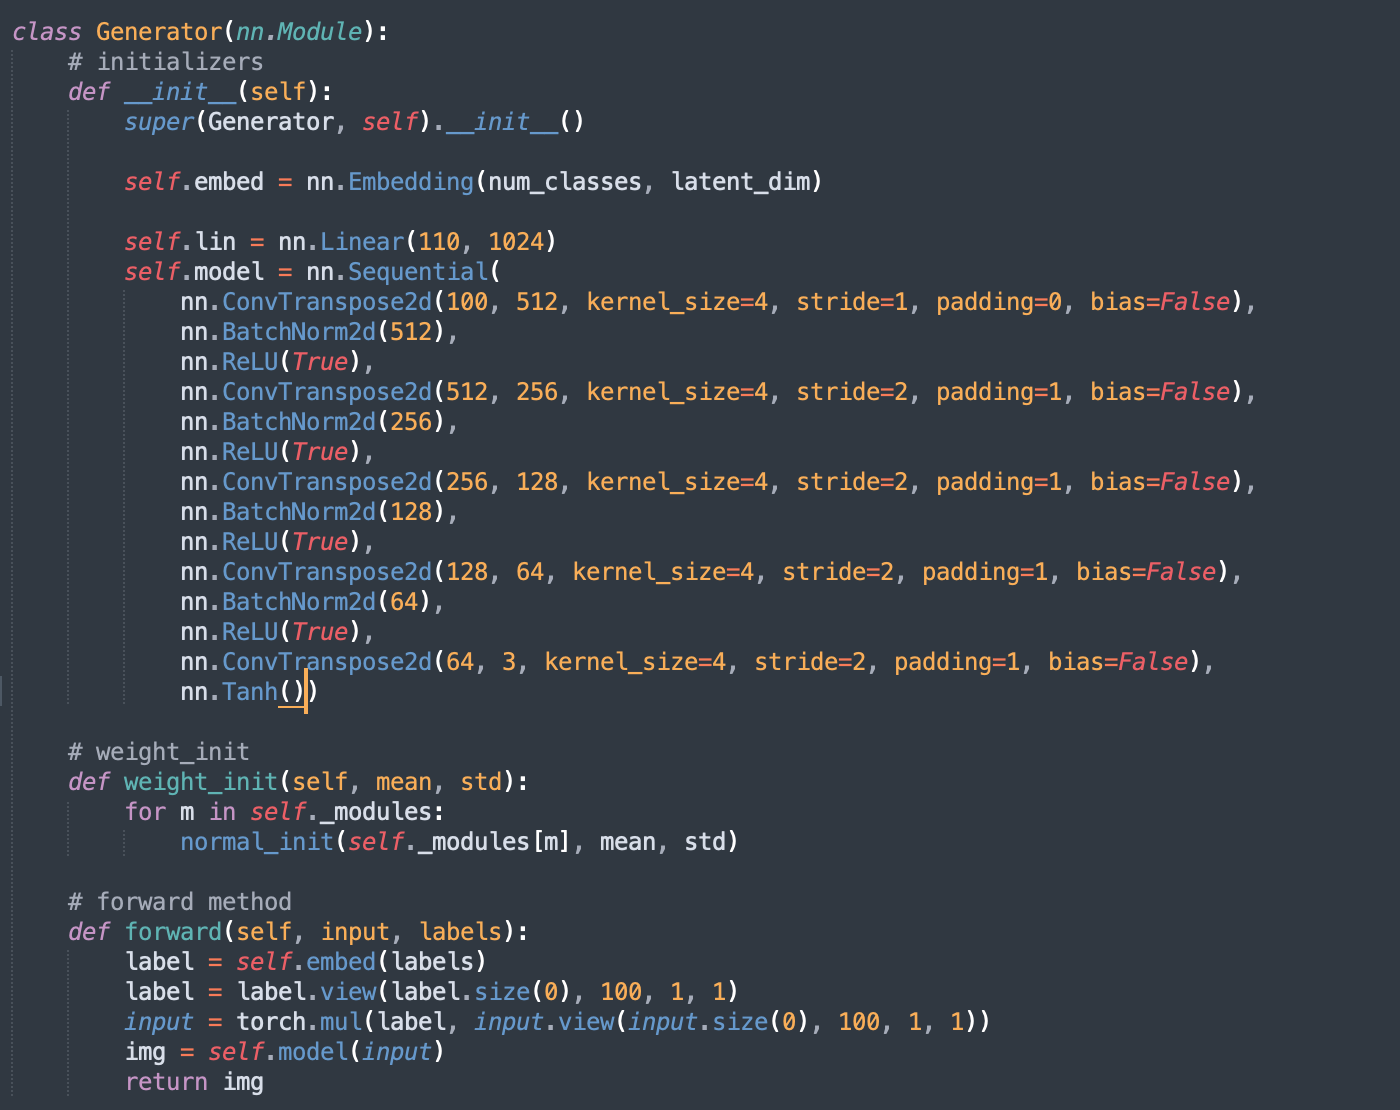 class Generator(nn.Module):
    # initializers
    def __init__(self):
        super(Generator, self).__init__()

        self.embed = nn.Embedding(num_classes, latent_dim)

        self.lin = nn.Linear(110, 1024)
        self.model = nn.Sequential(
            nn.ConvTranspose2d(100, 512, kernel_size=4, stride=1, padding=0, bias=False),
            nn.BatchNorm2d(512),
            nn.ReLU(True),
            nn.ConvTranspose2d(512, 256, kernel_size=4, stride=2, padding=1, bias=False),
            nn.BatchNorm2d(256),
            nn.ReLU(True),
            nn.ConvTranspose2d(256, 128, kernel_size=4, stride=2, padding=1, bias=False),
            nn.BatchNorm2d(128),
            nn.ReLU(True),
            nn.ConvTranspose2d(128, 64, kernel_size=4, stride=2, padding=1, bias=False),
            nn.BatchNorm2d(64),
            nn.ReLU(True),
            nn.ConvTranspose2d(64, 3, kernel_size=4, stride=2, padding=1, bias=False),
            nn.Tanh())

    # weight_init
    def weight_init(self, mean, std):
        for m in self._modules:
            normal_init(self._modules[m], mean, std)

    # forward method
    def forward(self, input, labels):
        label = self.embed(labels)
        label = label.view(label.size(0), 100, 1, 1)
        input = torch.mul(label, input.view(input.size(0), 100, 1, 1))
        img = self.model(input)
        return img